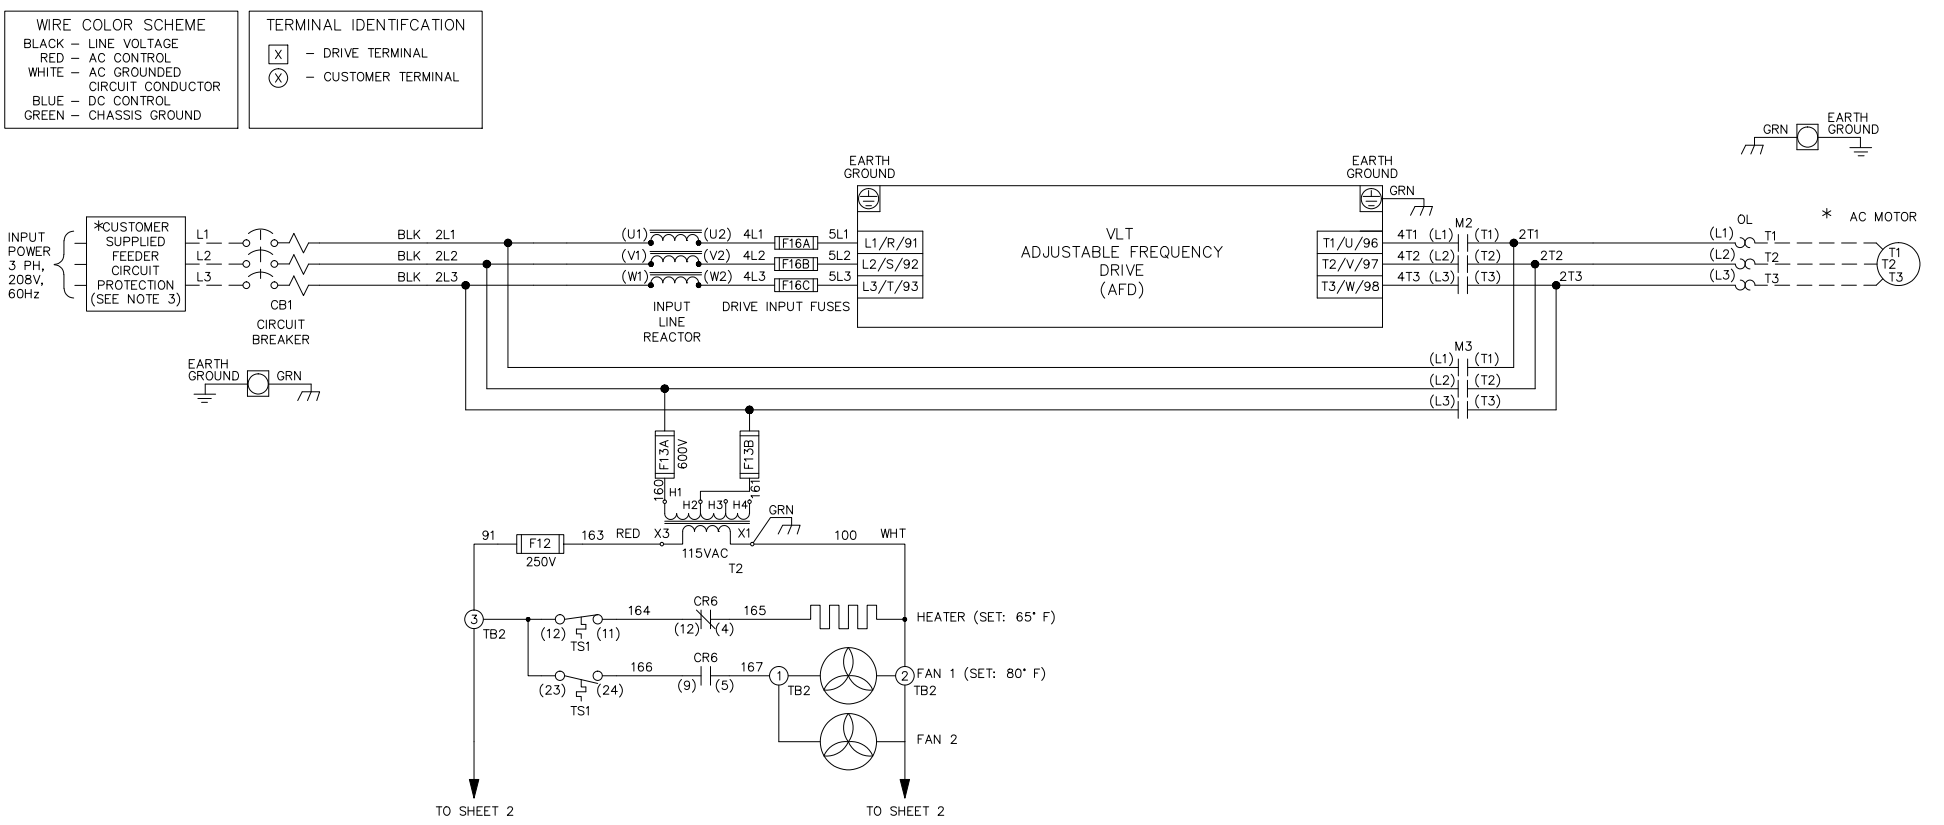 WIRE COLOR SCHEME
BLACK – LINE VOLTAGE
RED – AC CONTROL
WHITE – AC GROUNDED
CIRCUIT CONDUCTOR
BLUE – DC CONTROL
GREEN – CHASSIS GROUND
TERMINAL IDENTIFCATION
X – DRIVE TERMINAL
X – CUSTOMER TERMINAL
GRN
EARTH
GROUND
EARTH
GROUND
EARTH
GROUND
GRN
INPUT
POWER
3 PH,
208V,
60Hz
*CUSTOMER
SUPPLIED
FEEDER
CIRCUIT
PROTECTION
(SEE NOTE 3)
L1
L2
L3
CB1
CIRCUIT
BREAKER
BLK 2L1
BLK 2L2
BLK 2L3
(U1) (U2) 4L1 F16A 5L1 L1/R/91
(V1) (V2) 4L2 F16B 5L2 L2/S/92
(W1) (W2) 4L3 F16C 5L3 L3/T/93
INPUT
LINE
REACTOR
DRIVE INPUT FUSES
VLT
ADJUSTABLE FREQUENCY
DRIVE
(AFD)
M2
T1/U/96 4T1 (L1) (T1) 2T1
T2/V/97 4T2 (L2) (T2) 2T2
T3/W/98 4T3 (L3) (T3) 2T3
OL
(L1) T1
(L2) T2
(L3) T3
* AC MOTOR
T1
T2
T3
M3
(L1) (T1)
(L2) (T2)
(L3) (T3)
EARTH
GROUND
GRN
F13A
600V
F13B
160
161
H1
H2 H3 H4
GRN
91 F12 163 RED X3 X1 100 WHT
250V
115VAC
T2
3
TB2
(12) (11)
TS1
164
CR6
(12) (4)
165
HEATER (SET: 65° F)
(23) (24)
TS1
166
CR6
(9) (5)
167
1
TB2
2
TB2
FAN 1 (SET: 80° F)
FAN 2
TO SHEET 2
TO SHEET 2